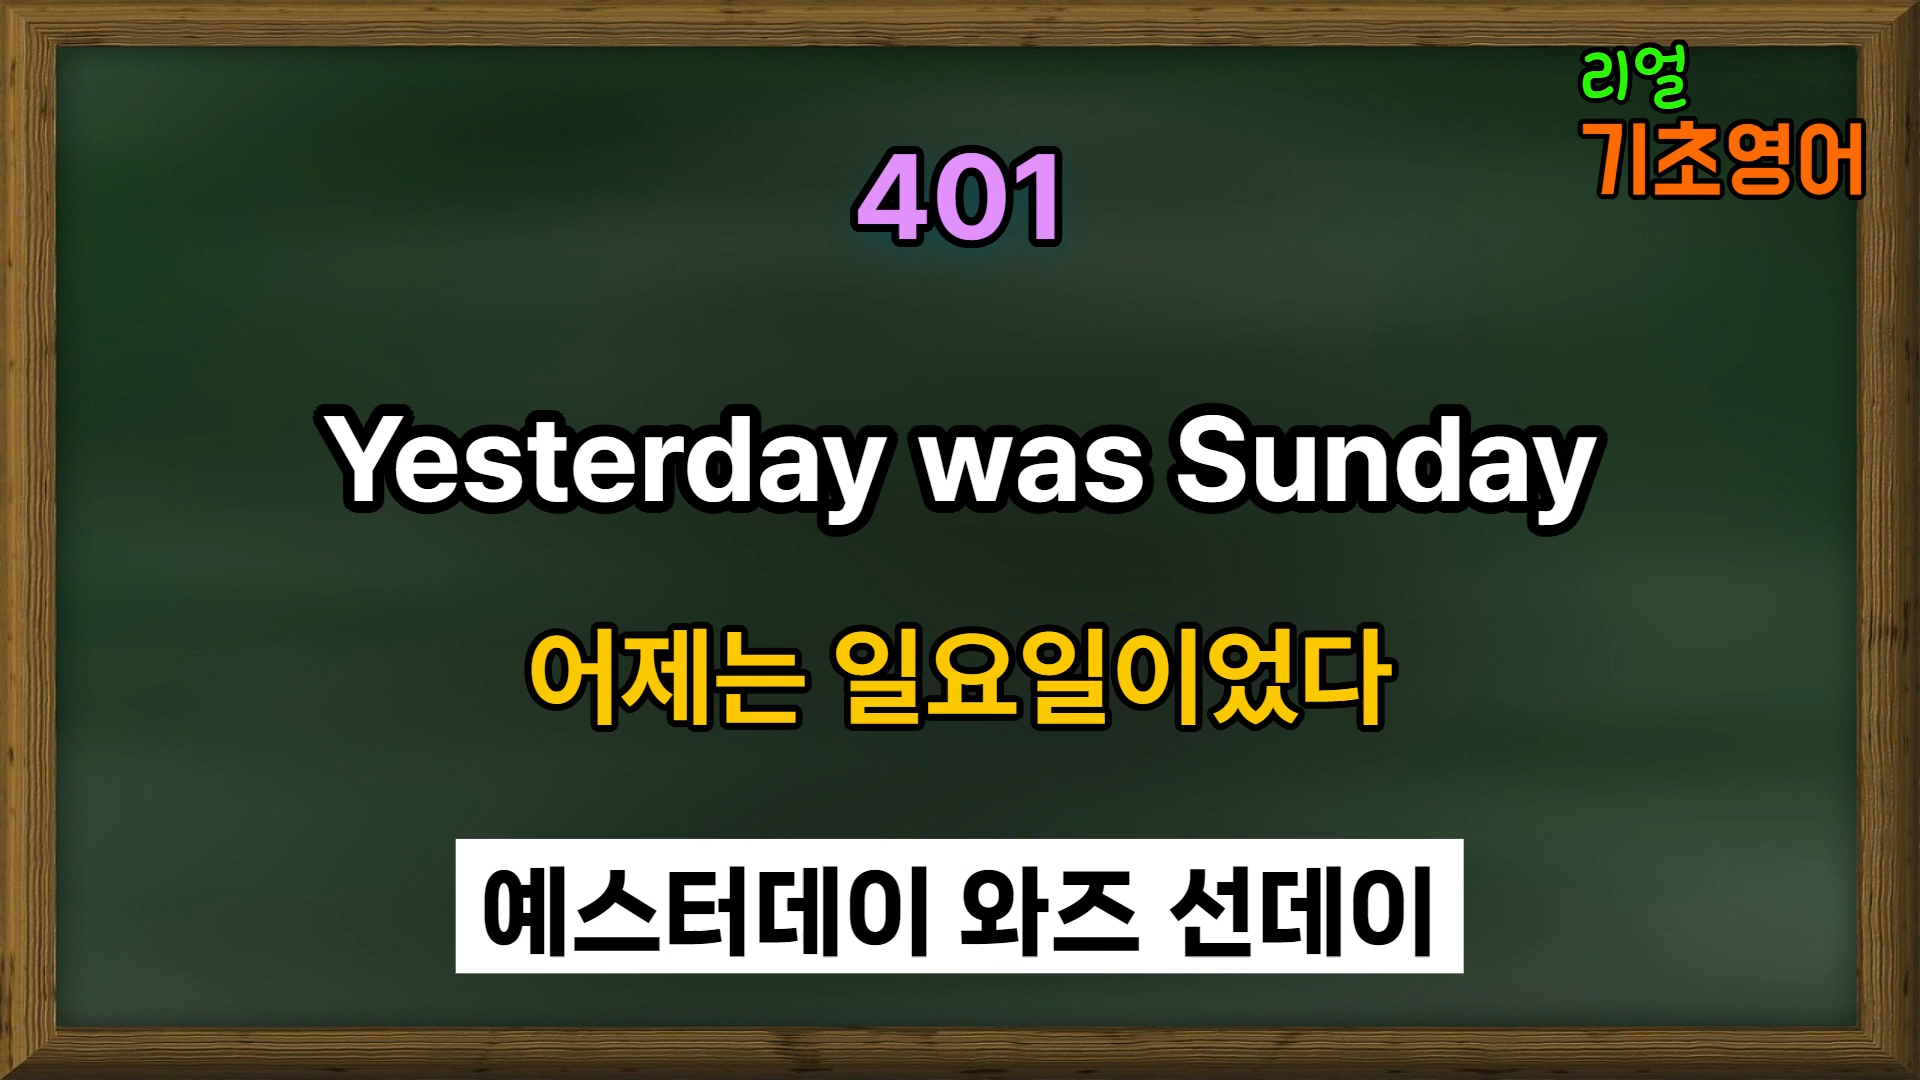 리얼
기초영어
401
Yesterday was Sunday
어제는 일요일이었다
예스터데이 와즈 선데이